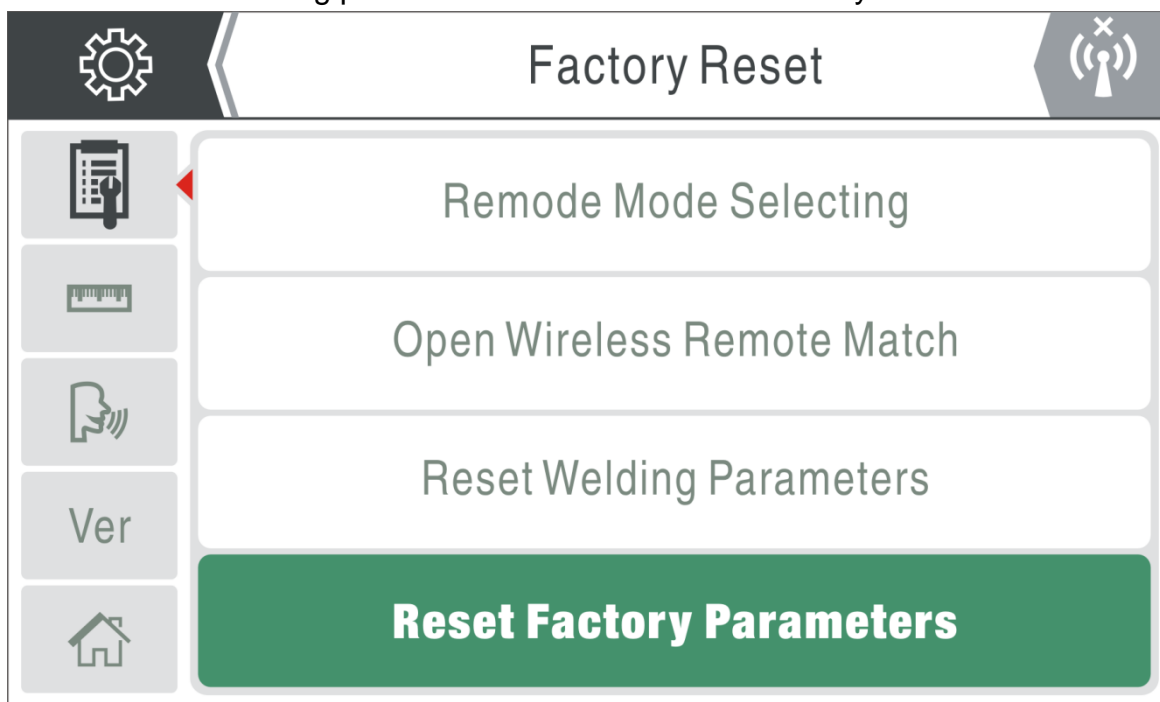 Factory Reset
Remode Mode Selecting
Open Wireless Remote Match
Reset Welding Parameters
Ver
Reset Factory Parameters